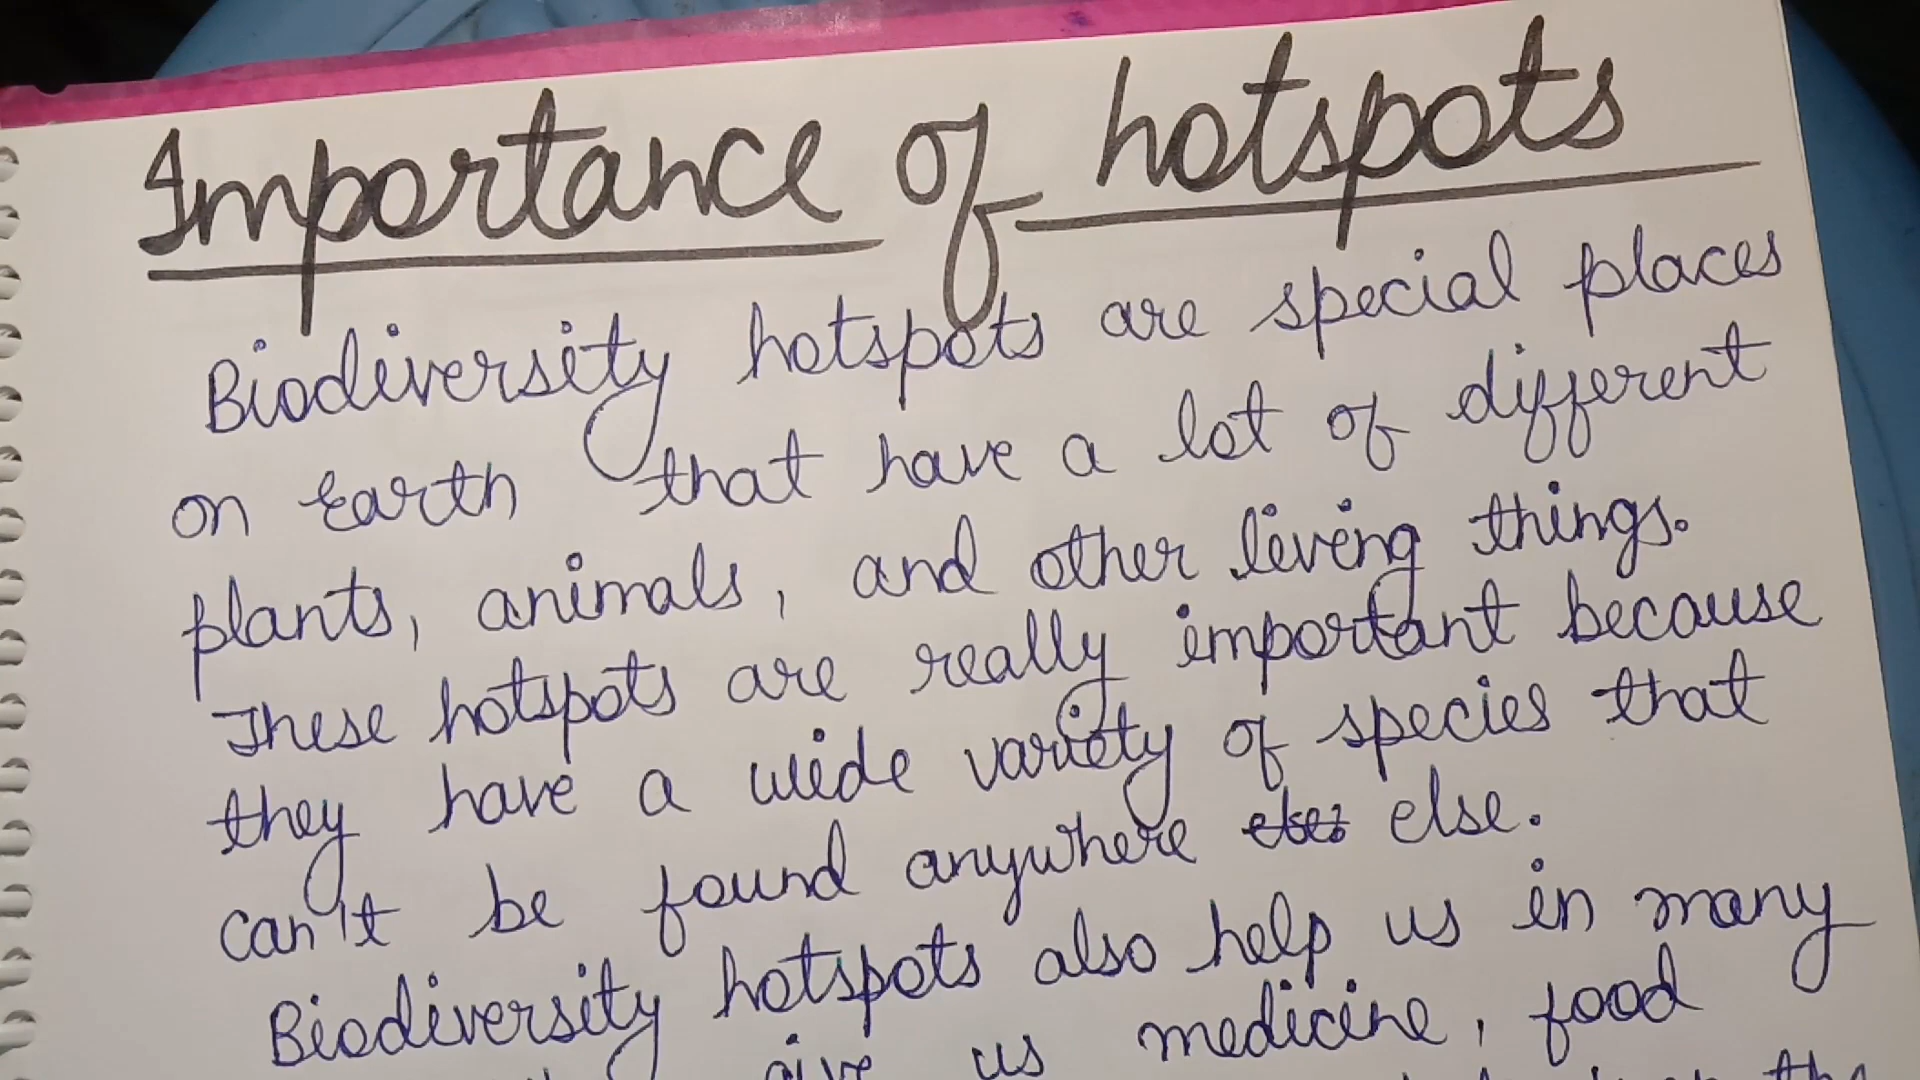 Importance of hotspots
Biodiversity hotspots are special places
on Earth that have a lot of different
plants, animals, and other living things.
These hotspots are really important because
they have a wide variety of species that
can't be found anywhere else.
Biodiversity hotspots also help us in many
give us medicine, food
the